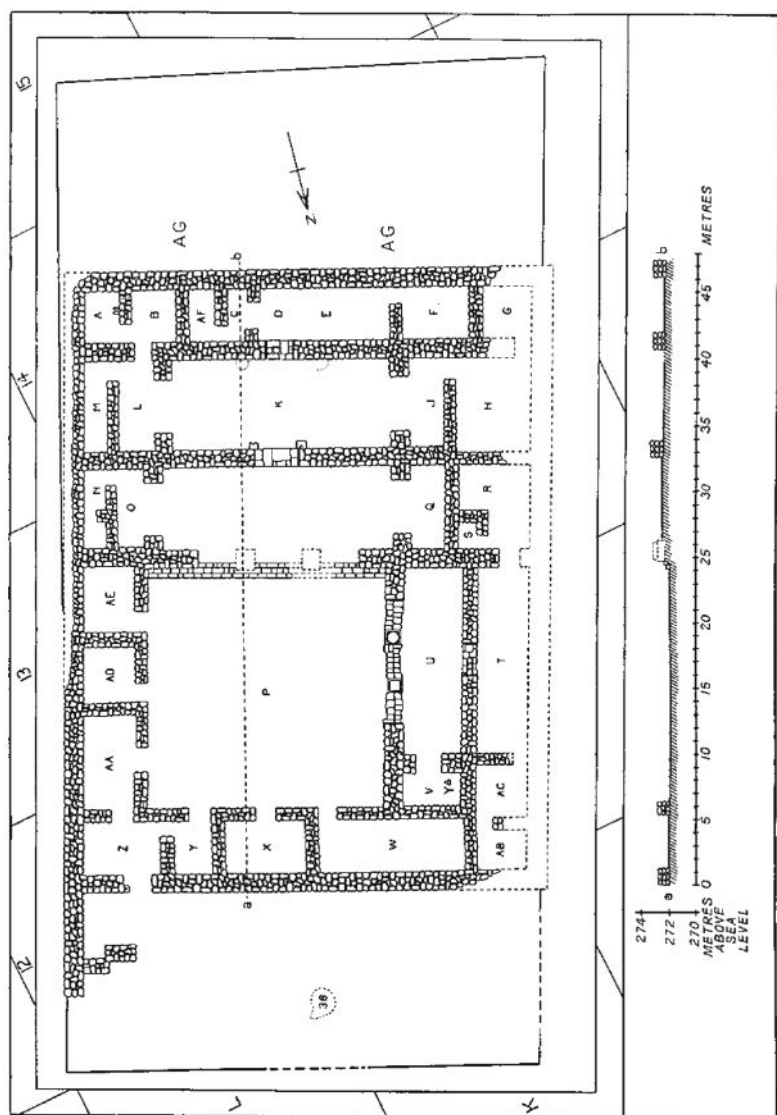 12 13 14 15
AE N M A
AA AD
Z O L B
L
AG
Y AF
C
a b
X P K D
Z
E
38
AG
W
V U Q J F
Ya
S
AB AC T R H G
K
274
272 a b
270
METRES
ABOVE
SEA
LEVEL
0 5 10 15 20 25 30 35 40 45 METRES